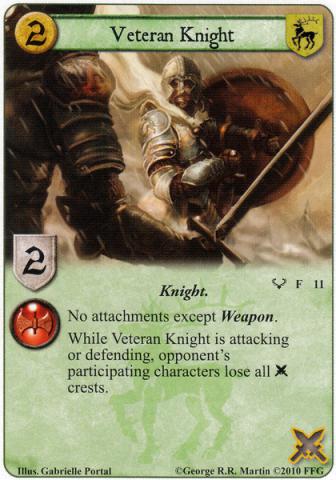 2 Veteran Knight
2
Knight.
F 11
No attachments except Weapon.
While Veteran Knight is attacking
or defending, opponent's
participating characters lose all
crests.
Illus. Gabrielle Portal ©George R.R. Martin ©2010 FFG